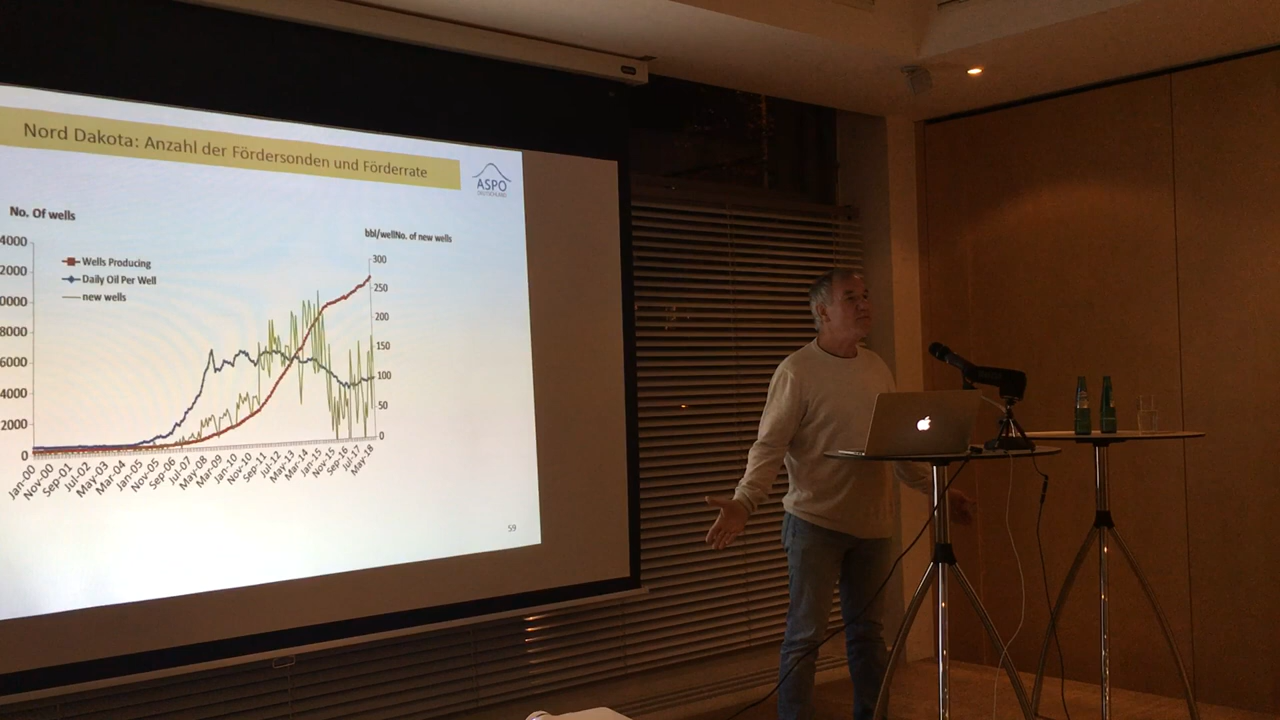 Nord Dakota: Anzahl der Fördersonden und Förderrate
ASPO
DEUTSCHLAND
No. Of wells
bbl/wellNo. of new wells
4000
2000
0000
8000
6000
4000
2000
0
Wells Producing
Daily Oil Per Well
new wells
300
250
200
150
100
50
0
Jan-00
Nov-00
Sep-01
Jul-02
May-03
Mar-04
Jan-05
Nov-05
Sep-06
Jul-07
May-08
Mar-09
Jan-10
Nov-10
Sep-11
Jul-12
May-13
Mar-14
Jan-15
Nov-15
Sep-16
Jul-17
May-18
59